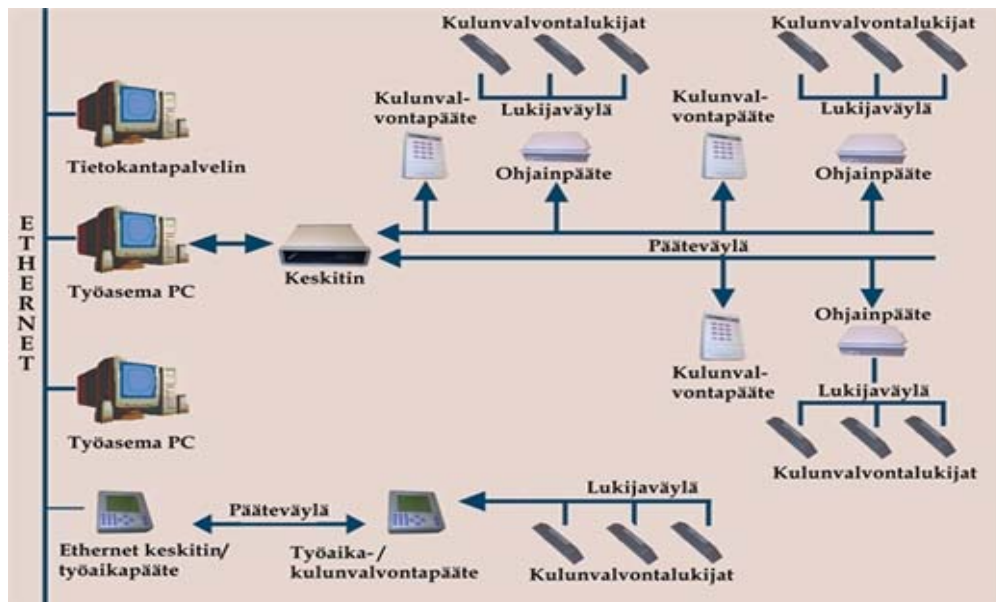 Kulunvalvontalukijat
Kulunvalvontalukijat
Kulunval-
vontapääte
Lukijaväylä
Kulunval-
vontapääte
Lukijaväylä
Tietokantapalvelin
Ohjainpääte
Ohjainpääte
ETHERNET
Pääteväylä
Keskitin
Työasema PC
Ohjainpääte
Kulunval-
vontapääte
Lukijaväylä
Työasema PC
Kulunvalvontalukijat
Lukijaväylä
Pääteväylä
Ethernet keskitin/
työaikapääte
Työaika-/
kulunvalvontapääte
Kulunvalvontalukijat